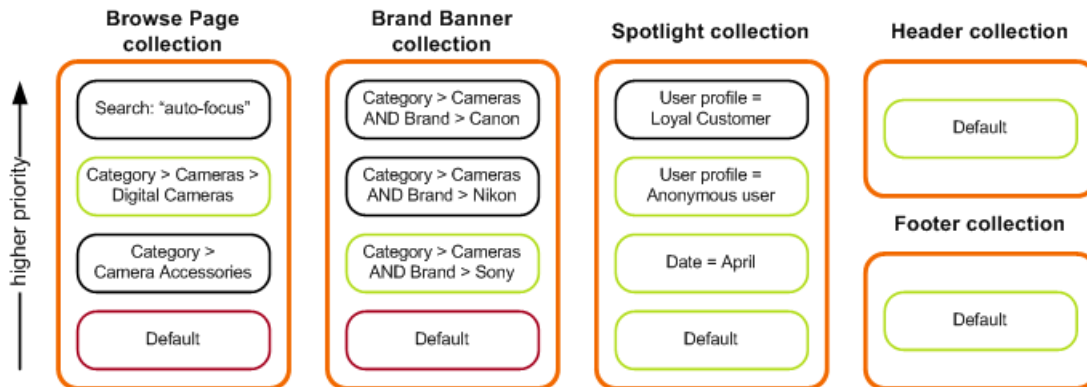 Browse Page
collection
Brand Banner
collection
Spotlight collection
Header collection
higher priority
Search: “auto-focus”
Category > Cameras >
Digital Cameras
Category >
Camera Accessories
Default
Category > Cameras
AND Brand > Canon
Category > Cameras
AND Brand > Nikon
Category > Cameras
AND Brand > Sony
Default
User profile =
Loyal Customer
User profile =
Anonymous user
Date = April
Default
Default
Footer collection
Default